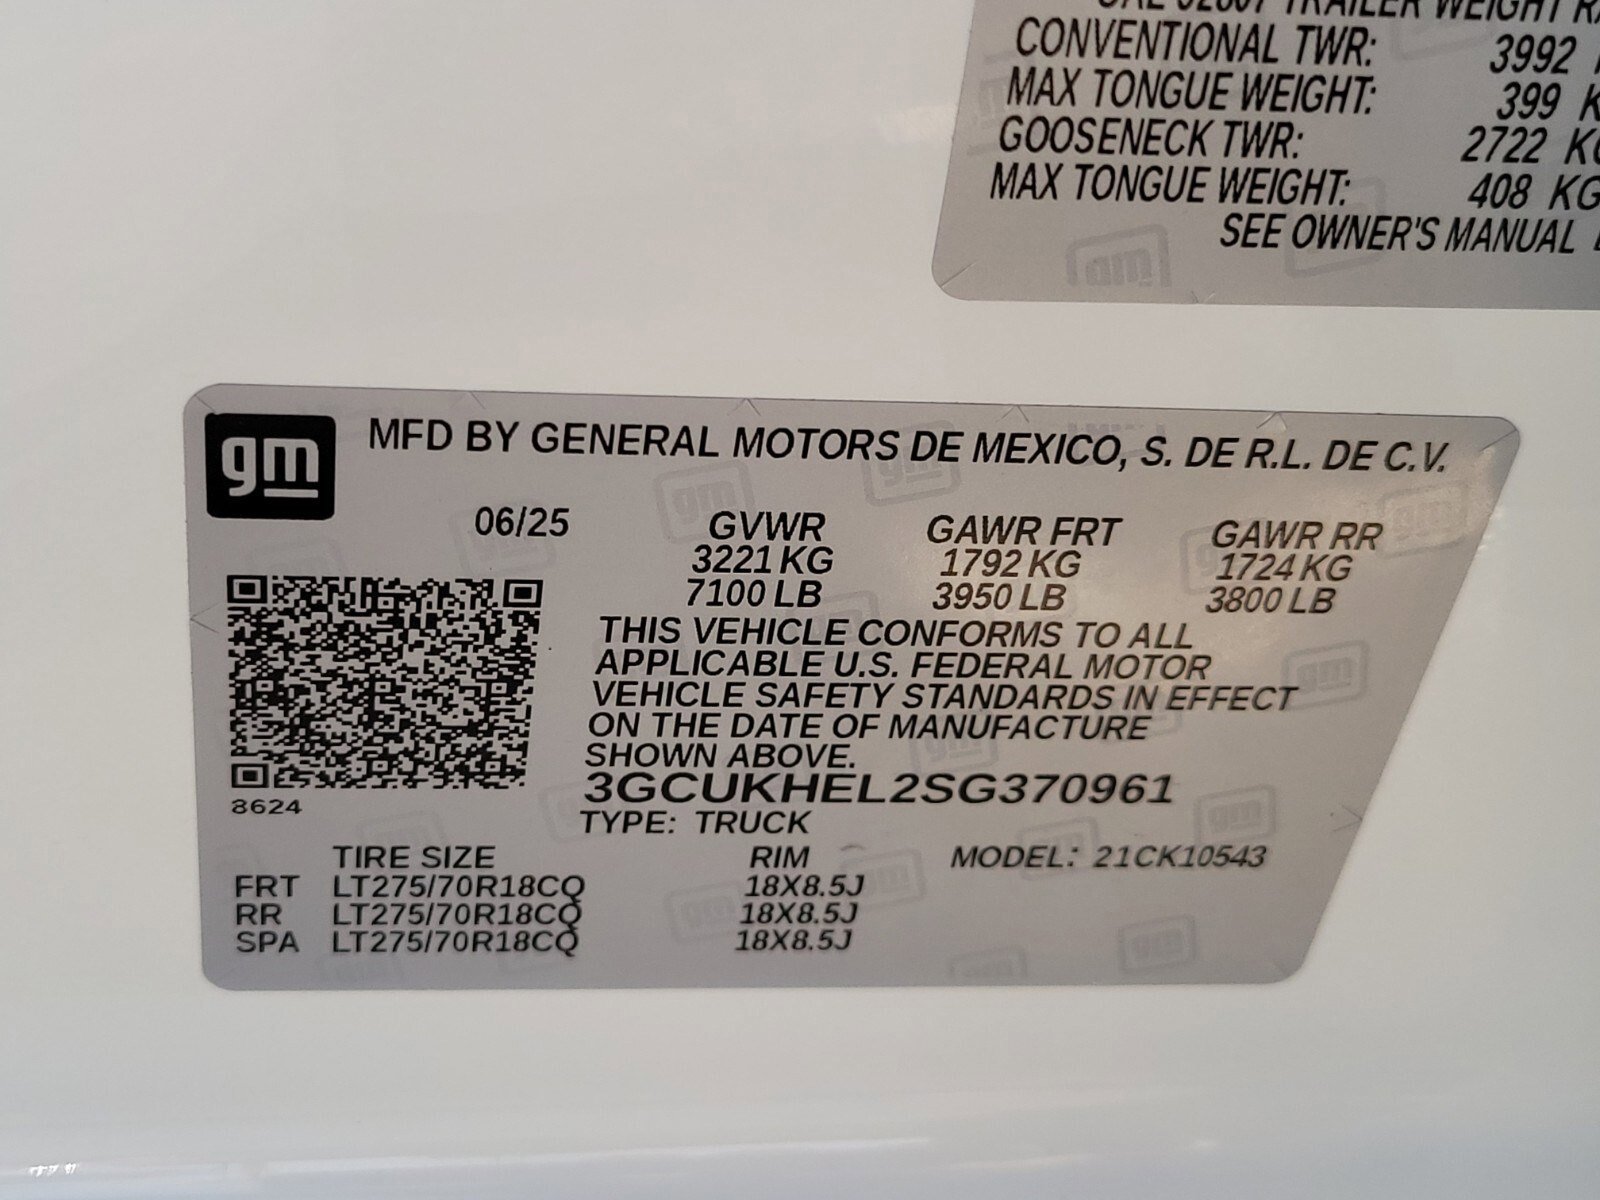 TRAILER WEIGHT
CONVENTIONAL TWR: 3992
MAX TONGUE WEIGHT: 399 K
GOOSENECK TWR: 2722 KG
MAX TONGUE WEIGHT: 408 KG
SEE OWNER'S MANUAL
gm
MFD BY GENERAL MOTORS DE MEXICO, S. DE R.L. DE C.V.
06/25 GVWR GAWR FRT GAWR RR
3221 KG 1792 KG 1724 KG
7100 LB 3950 LB 3800 LB
THIS VEHICLE CONFORMS TO ALL
APPLICABLE U.S. FEDERAL MOTOR
VEHICLE SAFETY STANDARDS IN EFFECT
ON THE DATE OF MANUFACTURE
SHOWN ABOVE.
3GCUKHEL2SG370961
8624
TYPE: TRUCK
TIRE SIZE RIM MODEL: 21CK10543
FRT LT275/70R18CQ 18X8.5J
RR LT275/70R18CQ 18X8.5J
SPA LT275/70R18CQ 18X8.5J